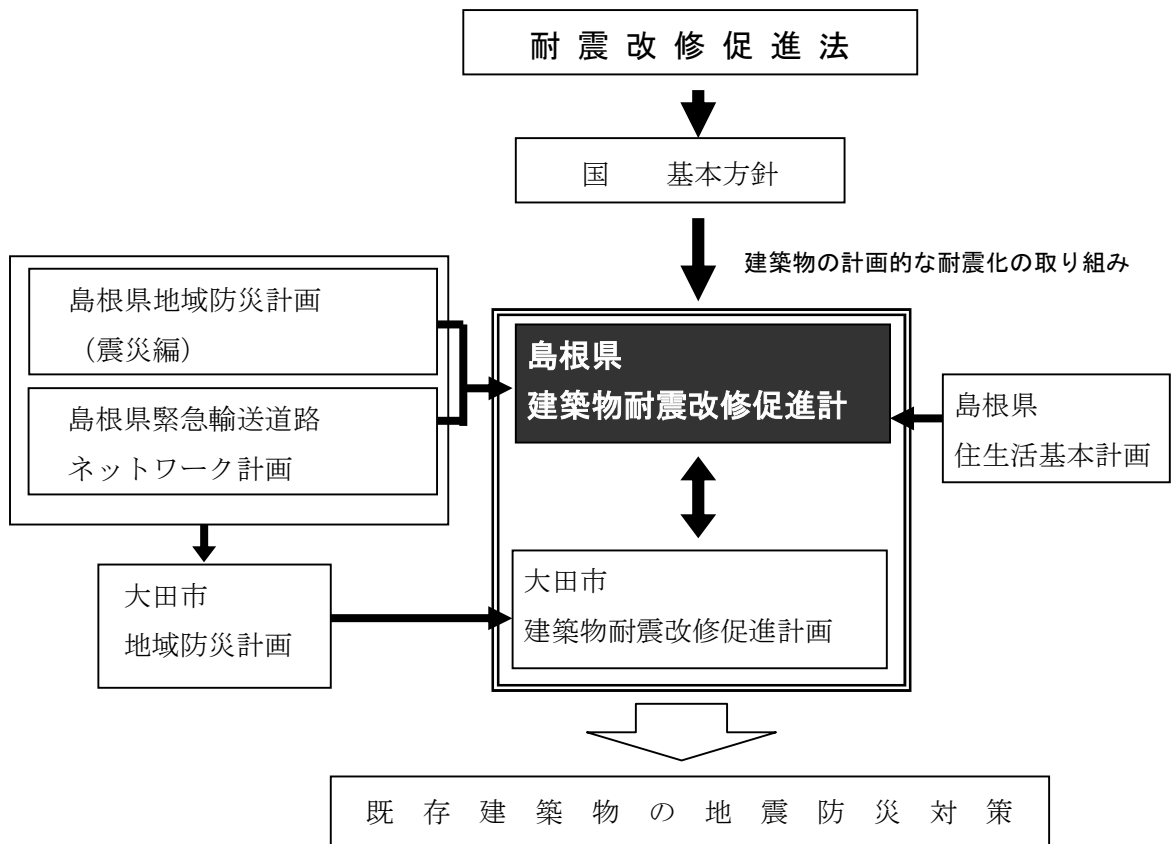 耐震改修促進法
国　　基本方針
建築物の計画的な耐震化の取り組み
島根県地域防災計画
（震災編）
島根県緊急輸送道路
ネットワーク計画
島根県
建築物耐震改修促進計
島根県
住生活基本計画
大田市
地域防災計画
大田市
建築物耐震改修促進計画
既存建築物の地震防災対策